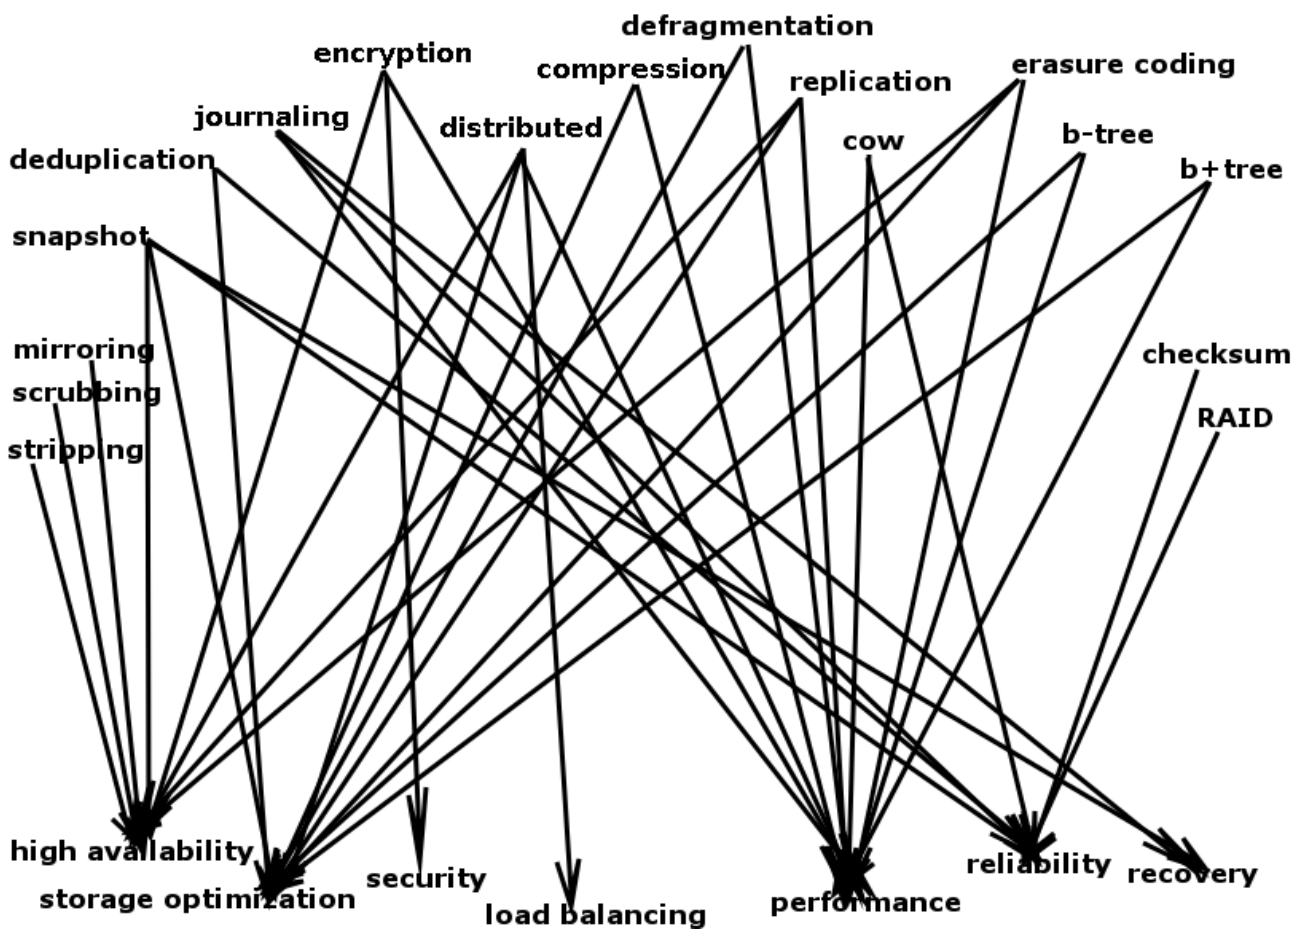 defragmentation
encryption
compression
erasure coding
replication
journaling
distributed
b-tree
cow
deduplication
b+tree
snapshot
mirroring
checksum
scrubbing
RAID
stripping
high availability
reliability
recovery
security
storage optimization
performance
load balancing